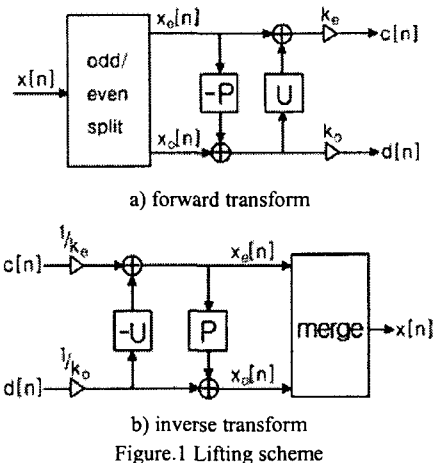 x[n]
odd/
even
split
xₑ[n]
xₒ[n]
-P
U
kₑ
kₒ
c[n]
d[n]
a) forward transform
c[n]
d[n]
1/kₑ
1/kₒ
-U
P
xₑ[n]
xₒ[n]
merge
x[n]
b) inverse transform
Figure.1 Lifting scheme